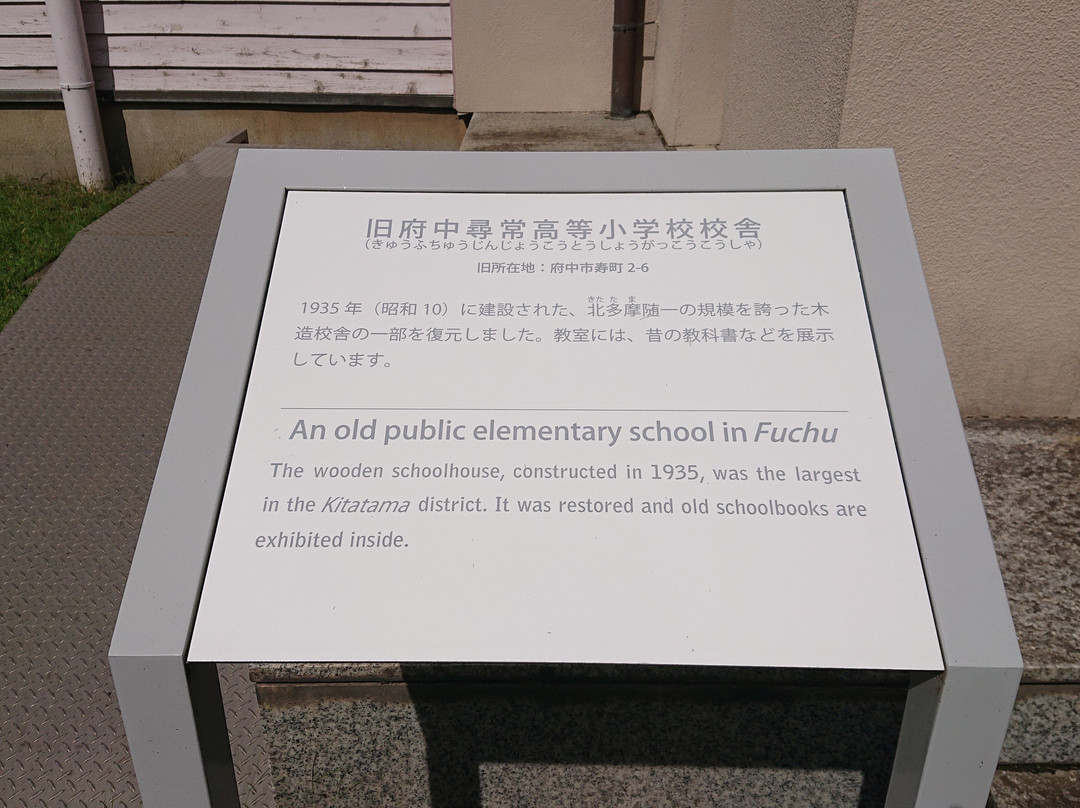 旧府中尋常高等小学校校舎
(きゅうふちゅうじんじょうこうとうしょうがっこうこうしゃ)
旧所在地：府中市寿町 2-6
きた た ま
1935 年（昭和 10）に建設された、北多摩随一の規模を誇った木
造校舎の一部を復元しました。教室には、昔の教科書などを展示
しています。
An old public elementary school in Fuchu
The wooden schoolhouse, constructed in 1935, was the largest
in the Kitatama district. It was restored and old schoolbooks are
exhibited inside.